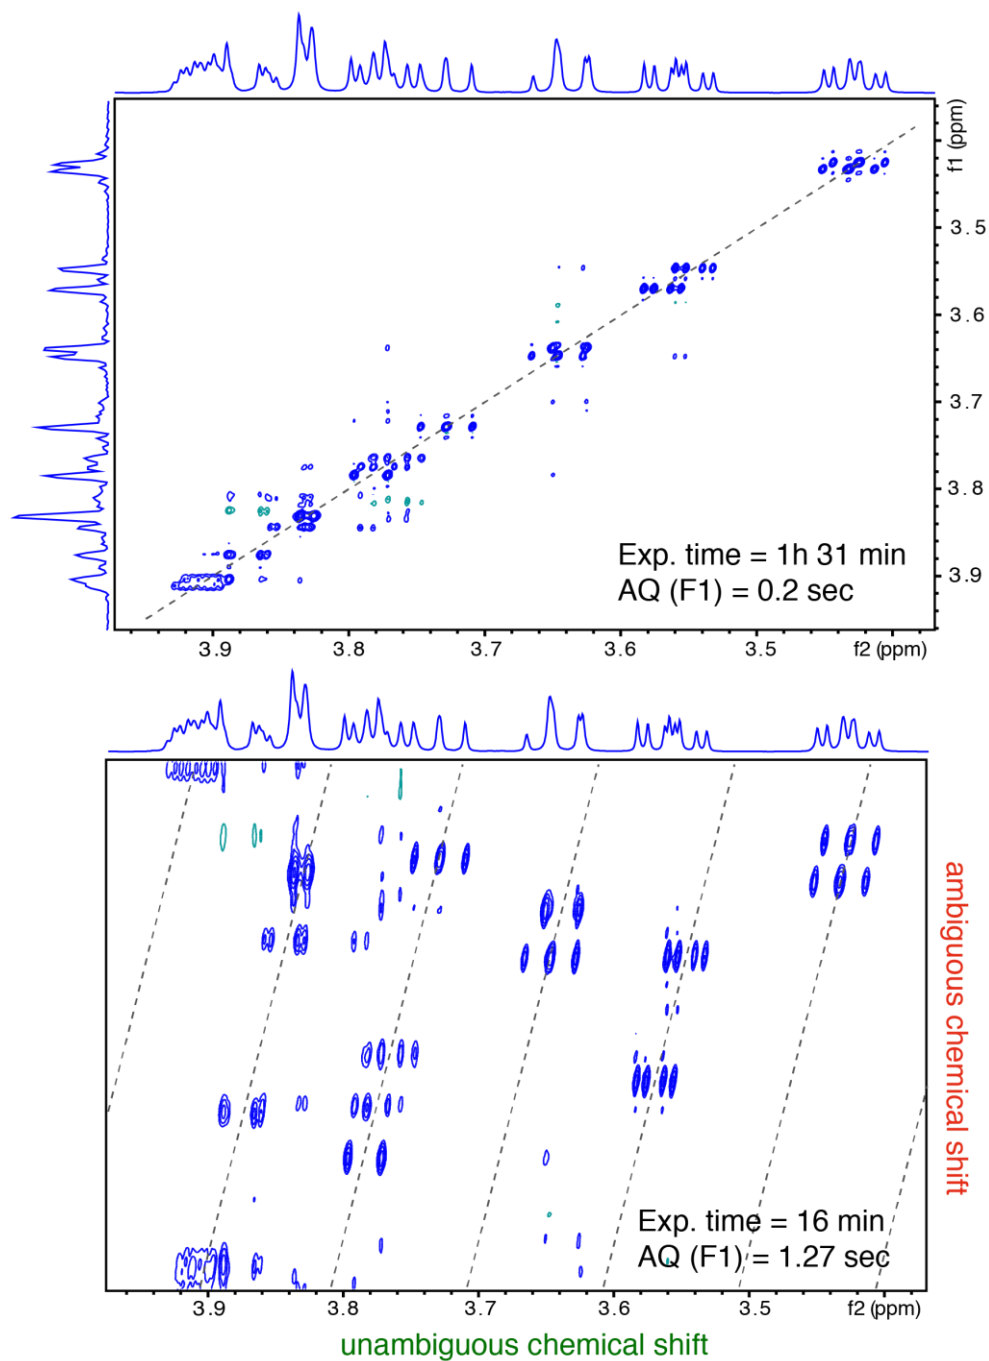 f1 (ppm)
3.5
3.6
3.7
3.8
3.9
Exp. time = 1h 31 min
AQ (F1) = 0.2 sec
3.9 3.8 3.7 3.6 3.5 f2 (ppm)
ambiguous chemical shift
Exp. time = 16 min
AQ (F1) = 1.27 sec
3.9 3.8 3.7 3.6 3.5 f2 (ppm)
unambiguous chemical shift